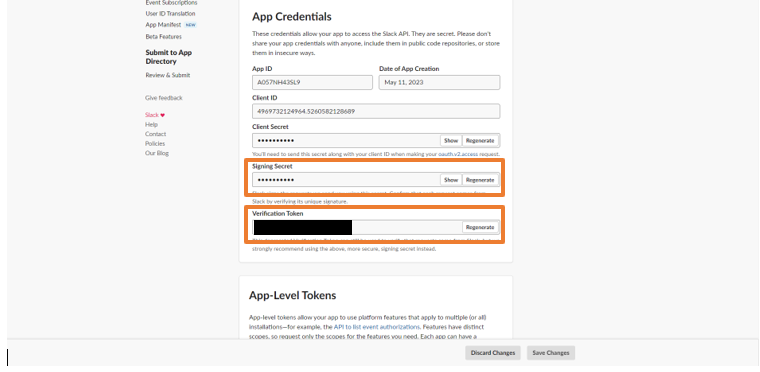 Event Subscriptions
User ID Translation
App Manifest NEW
Beta Features
Submit to App
Directory
Review & Submit
Give feedback
Slack ♥
Help
Contact
Policies
Our Blog
App Credentials
These credentials allow your app to access the Slack API. They are secret. Please don't
share your app credentials with anyone, include them in public code repositories, or store
them in insecure ways.
App ID
Date of App Creation
A057NH43SL9
May 11, 2023
Client ID
4969732124964.5260582128689
Client Secret
••••••••••
Show
Regenerate
You'll need to send this secret along with your client ID when making your oauth.v2.access request.
Signing Secret
••••••••••
Show
Regenerate
Slack by verifying its unique signature.
Verification Token
Regenerate
strongly recommend using the above, more secure, signing secret instead.
App-Level Tokens
App-level tokens allow your app to use platform features that apply to multiple (or all)
installations—for example, the API to list event authorizations. Features have distinct
scopes, so request only the scopes for the features you need. Each app can have a
Discard Changes
Save Changes